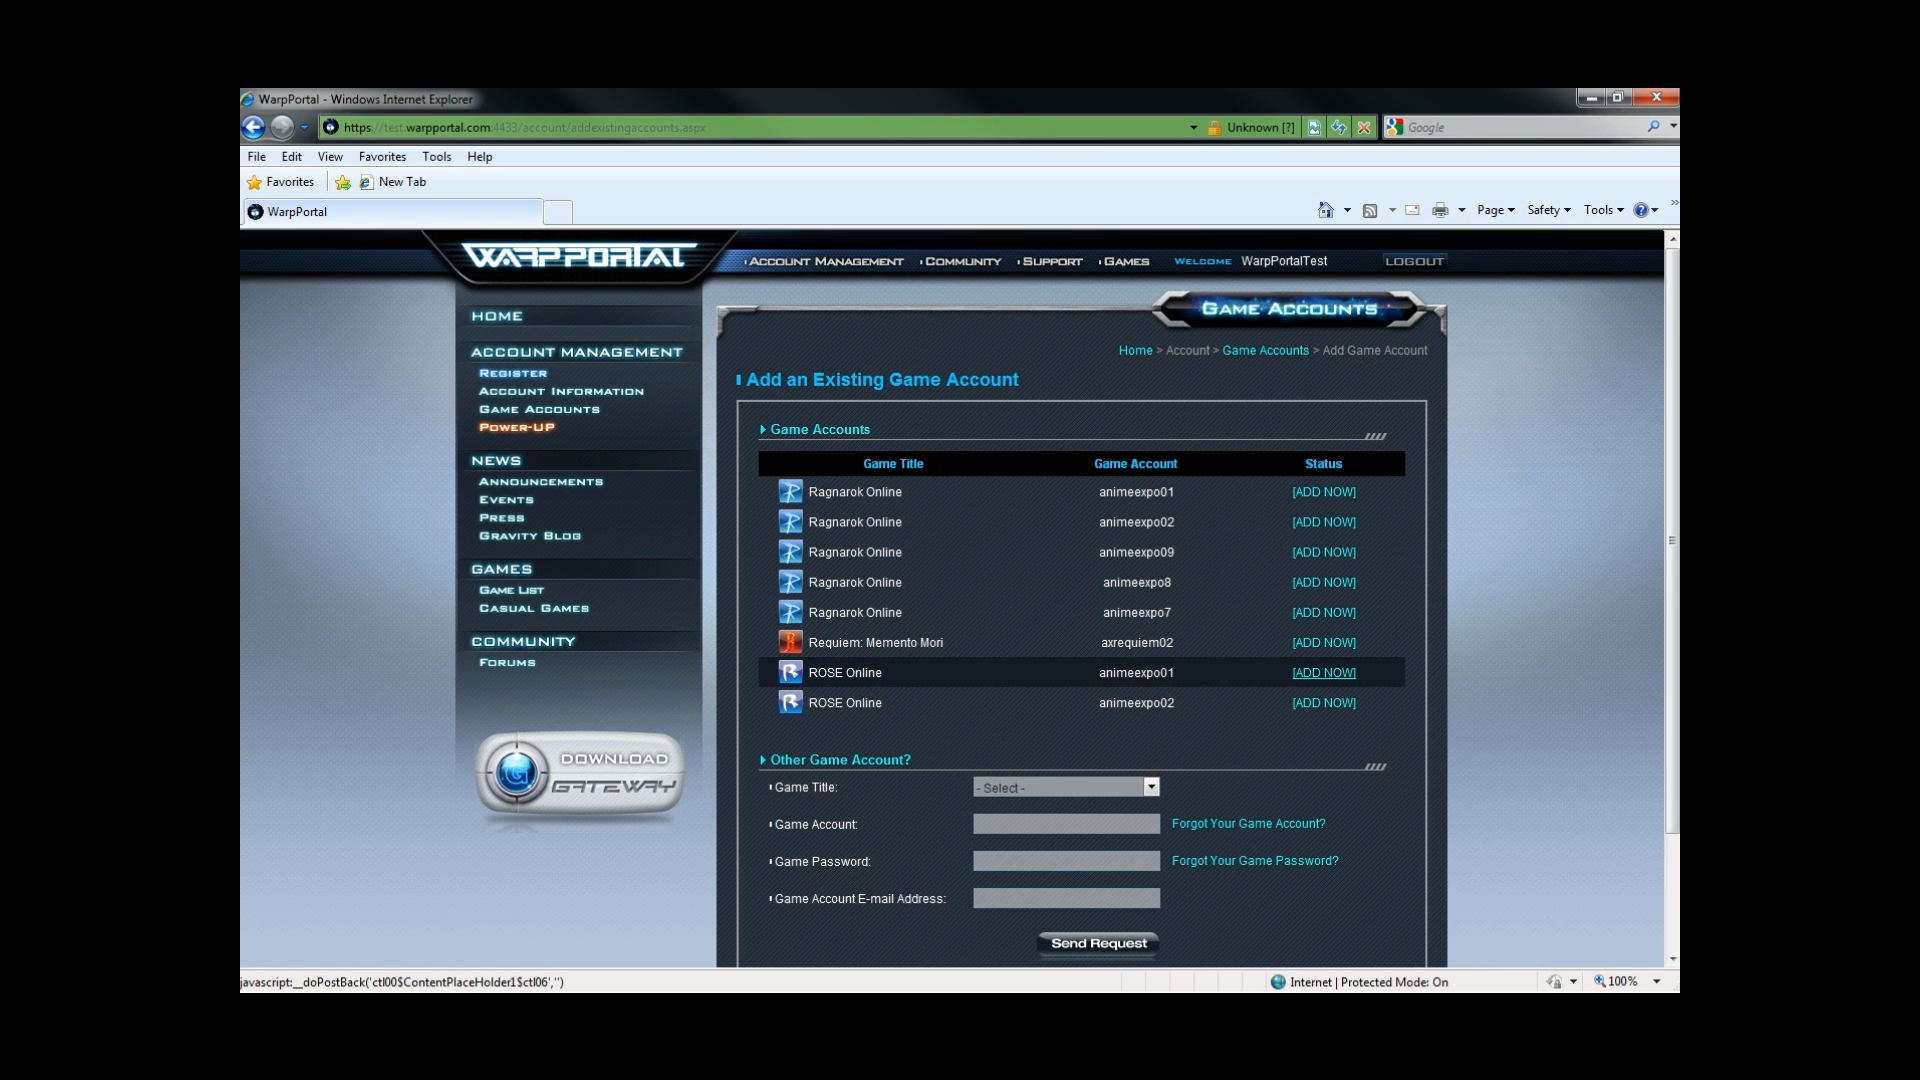 WarpPortal - Windows Internet Explorer
https://test.warpportal.com:4433/account/addexistingaccounts.aspx
Unknown [?]
Google
File Edit View Favorites Tools Help
Favorites New Tab
WarpPortal
Page Safety Tools
WARPPORTAL
ACCOUNT MANAGEMENT COMMUNITY SUPPORT GAMES WELCOME WarpPortalTest LOGOUT
HOME
ACCOUNT MANAGEMENT
REGISTER
ACCOUNT INFORMATION
GAME ACCOUNTS
POWER-UP
NEWS
ANNOUNCEMENTS
EVENTS
PRESS
GRAVITY BLOG
GAMES
GAME LIST
CASUAL GAMES
COMMUNITY
FORUMS
DOWNLOAD
GATEWAY
GAME ACCOUNTS
Home > Account > Game Accounts > Add Game Account
Add an Existing Game Account
Game Accounts
Game Title Game Account Status
Ragnarok Online animeexpo01 [ADD NOW]
Ragnarok Online animeexpo02 [ADD NOW]
Ragnarok Online animeexpo09 [ADD NOW]
Ragnarok Online animeexpo8 [ADD NOW]
Ragnarok Online animeexpo7 [ADD NOW]
Requiem: Memento Mori axrequiem02 [ADD NOW]
ROSE Online animeexpo01 [ADD NOW]
ROSE Online animeexpo02 [ADD NOW]
Other Game Account?
Game Title: - Select -
Game Account: Forgot Your Game Account?
Game Password: Forgot Your Game Password?
Game Account E-mail Address:
Send Request
javascript:__doPostBack('ctl00$ContentPlaceHolder1$ctl06','')
Internet | Protected Mode: On
100%